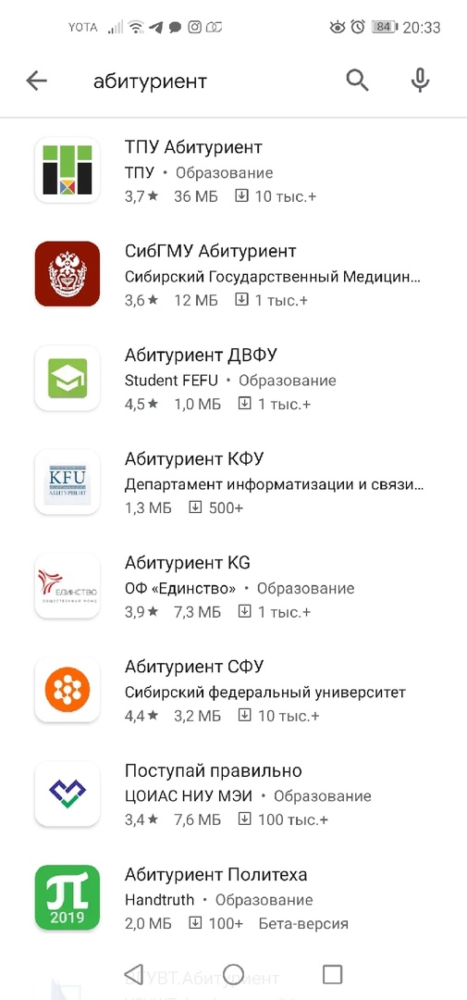 YOTA 84 20:33
абитуриент
ТПУ Абитуриент
ТПУ • Образование
3,7★ 36 МБ 10 тыс.+
СибГМУ Абитуриент
Сибирский Государственный Медицин...
3,6★ 12 МБ 1 тыс.+
Абитуриент ДВФУ
Student FEFU • Образование
4,5★ 1,0 МБ 1 тыс.+
KFU
АБИТУРИЕНТ
Абитуриент КФУ
Департамент информатизации и связи...
1,3 МБ 500+
ЕДИНСТВО
ОБЩЕСТВЕННЫЙ ФОНД
Абитуриент KG
ОФ «Единство» • Образование
3,9★ 7,3 МБ 1 тыс.+
Абитуриент СФУ
Сибирский федеральный университет
4,4★ 3,2 МБ 10 тыс.+
Поступай правильно
ЦОИАС НИУ МЭИ • Образование
3,4★ 7,6 МБ 100 тыс.+
π
2019
Абитуриент Политеха
Handtruth • Образование
2,0 МБ 100+ Бета-версия